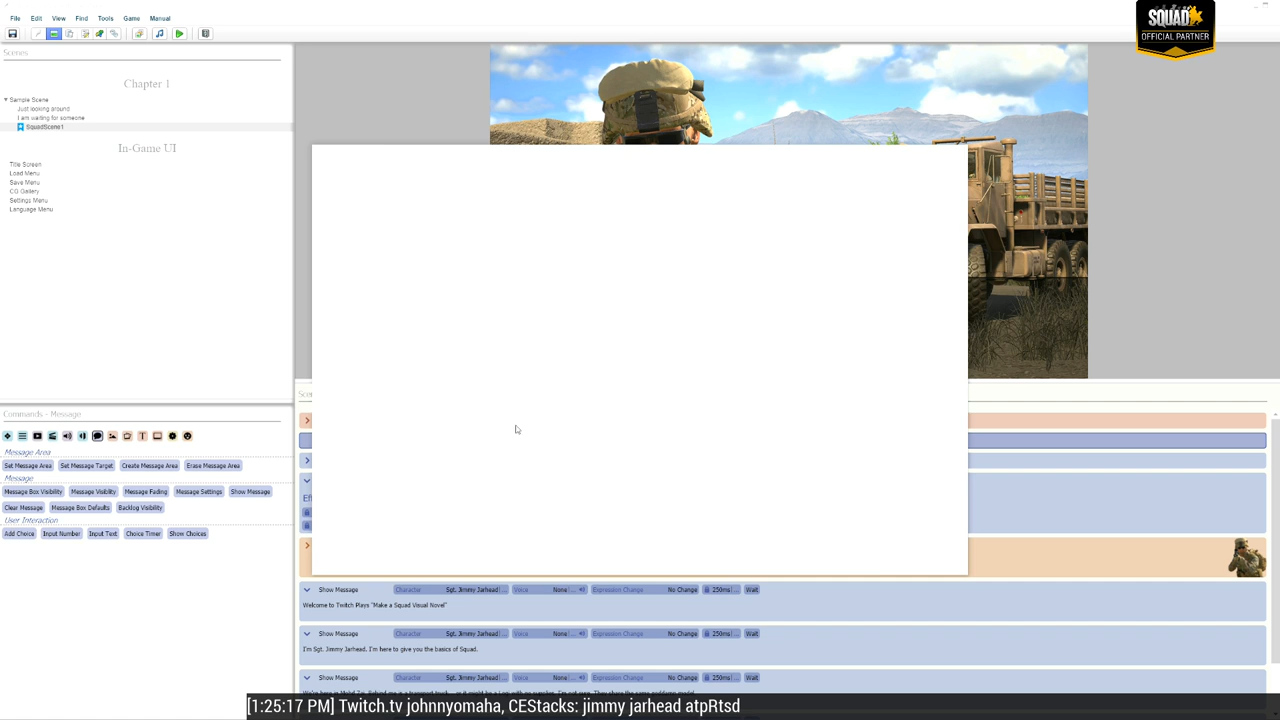 File Edit View Find Tools Game Manual
SQUAD
OFFICIAL PARTNER
Scenes
Chapter 1
Sample Scene
Just looking around
I am waiting for someone
SquadScene1
In-Game UI
Title Screen
Load Menu
Save Menu
CG Gallery
Settings Menu
Language Menu
Commands - Message
Message Area
Set Message Area Set Message Target Create Message Area Erase Message Area
Message
Message Box Visibility Message Visiblity Message Fading Message Settings Show Message
Clear Message Message Box Defaults Backlog Visibility
User Interaction
Add Choice Input Number Input Text Choice Timer Show Choices
Show Message Character Sgt. Jimmy Jarhead ... Voice None ... Expression Change No Change 250ms ... Wait
Welcome to Twitch Plays "Make a Squad Visual Novel"
Show Message Character Sgt. Jimmy Jarhead ... Voice None ... Expression Change No Change 250ms ... Wait
I'm Sgt. Jimmy Jarhead. I'm here to give you the basics of Squad.
Show Message Character Sgt. Jimmy Jarhead ... Voice None ... Expression Change No Change 250ms ... Wait
[1:25:17 PM] Twitch.tv johnnyomaha, CEStacks: jimmy jarhead atpRtsd